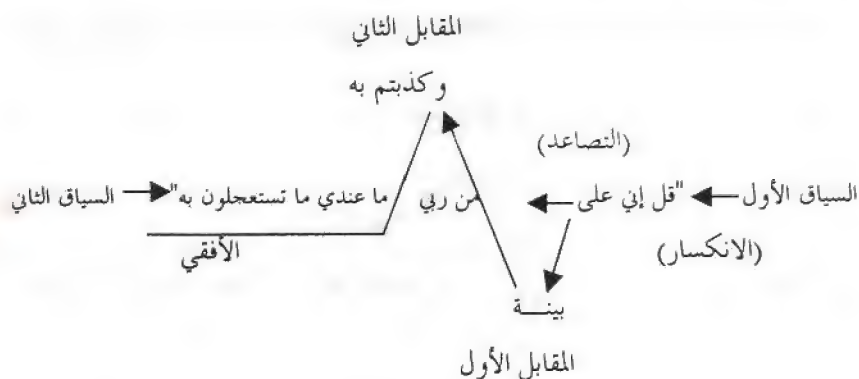 المقابل الثاني
وكذبتم به
(التصاعد)
السياق الأول "قل إني على من ربي ما عندي ما تستعجلون به" السياق الثاني
(الانكسار) الأفقي
بينــة
المقابل الأول